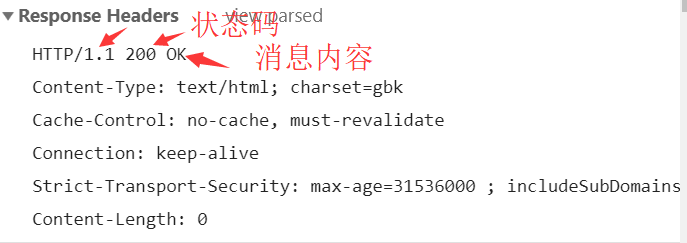 Response Headers view parsed
状态码
HTTP/1.1 200 OK
消息内容
Content-Type: text/html; charset=gbk
Cache-Control: no-cache, must-revalidate
Connection: keep-alive
Strict-Transport-Security: max-age=31536000 ; includeSubDomains
Content-Length: 0